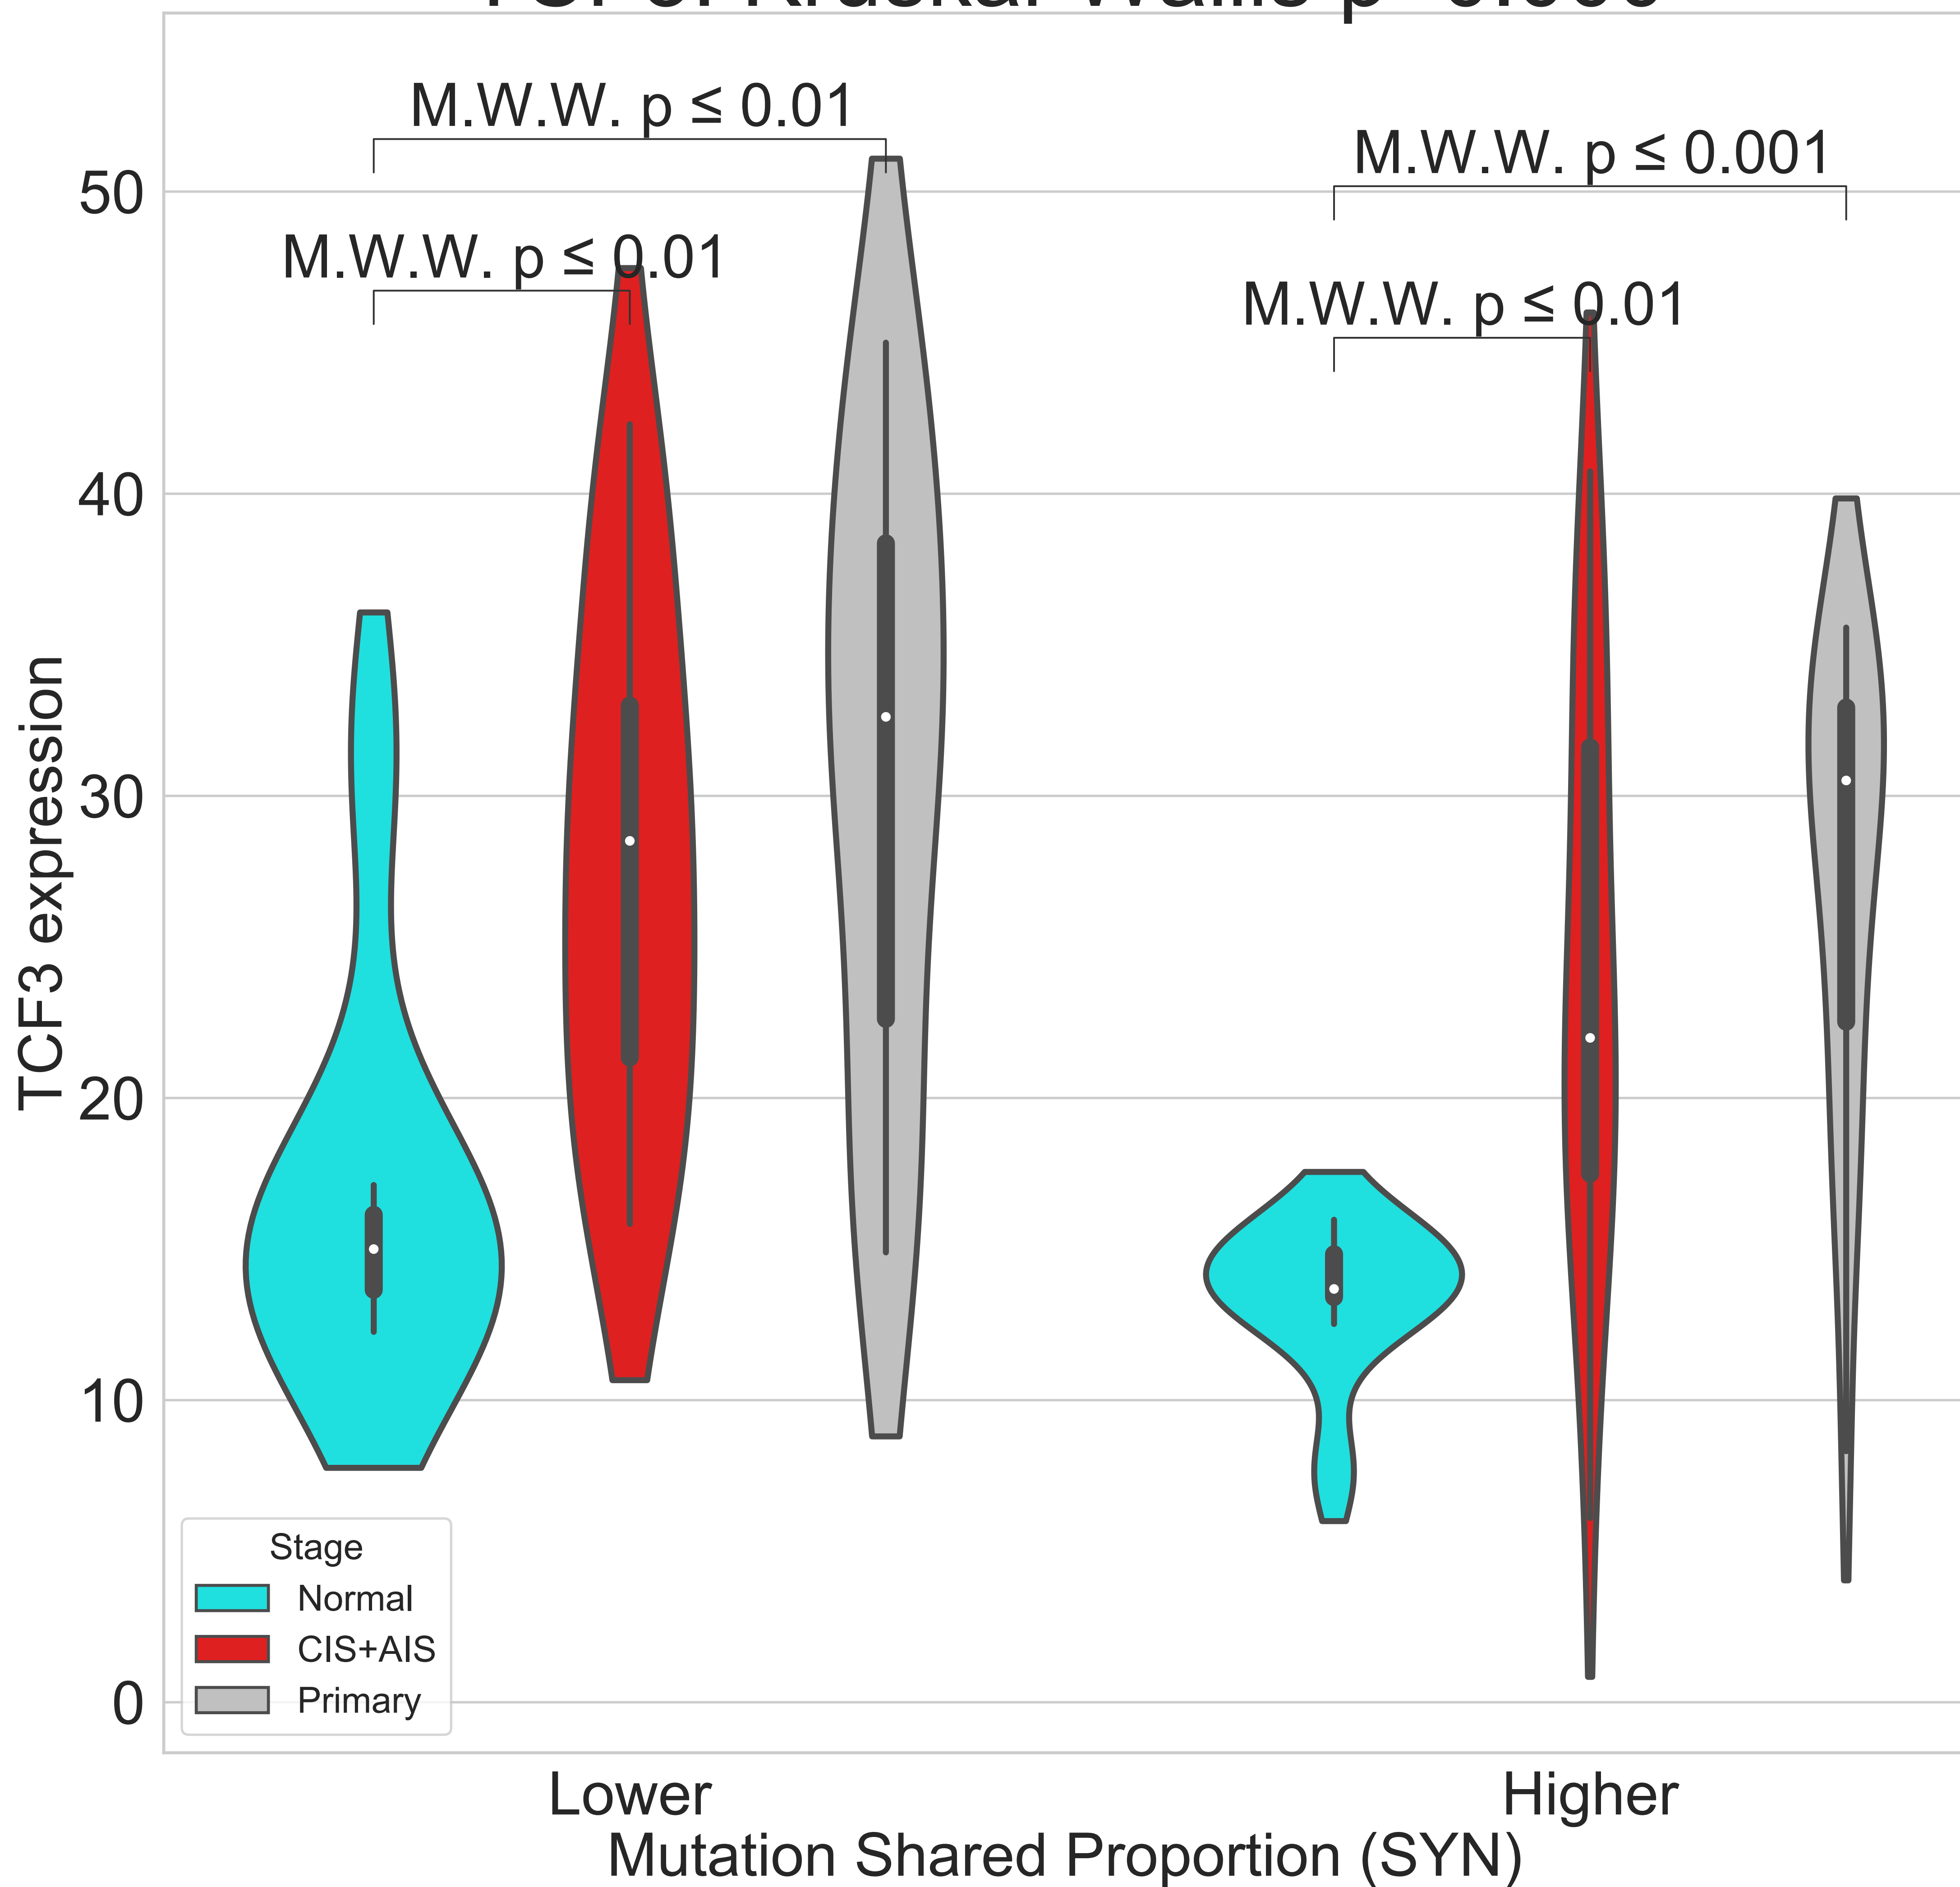 M.W.W. p ≤ 0.01
M.W.W. p ≤ 0.001
M.W.W. p ≤ 0.01
M.W.W. p ≤ 0.01
50
40
30
20
10
0
TCF3 expression
Stage
Normal
CIS+AIS
Primary
Lower
Higher
Mutation Shared Proportion (SYN)